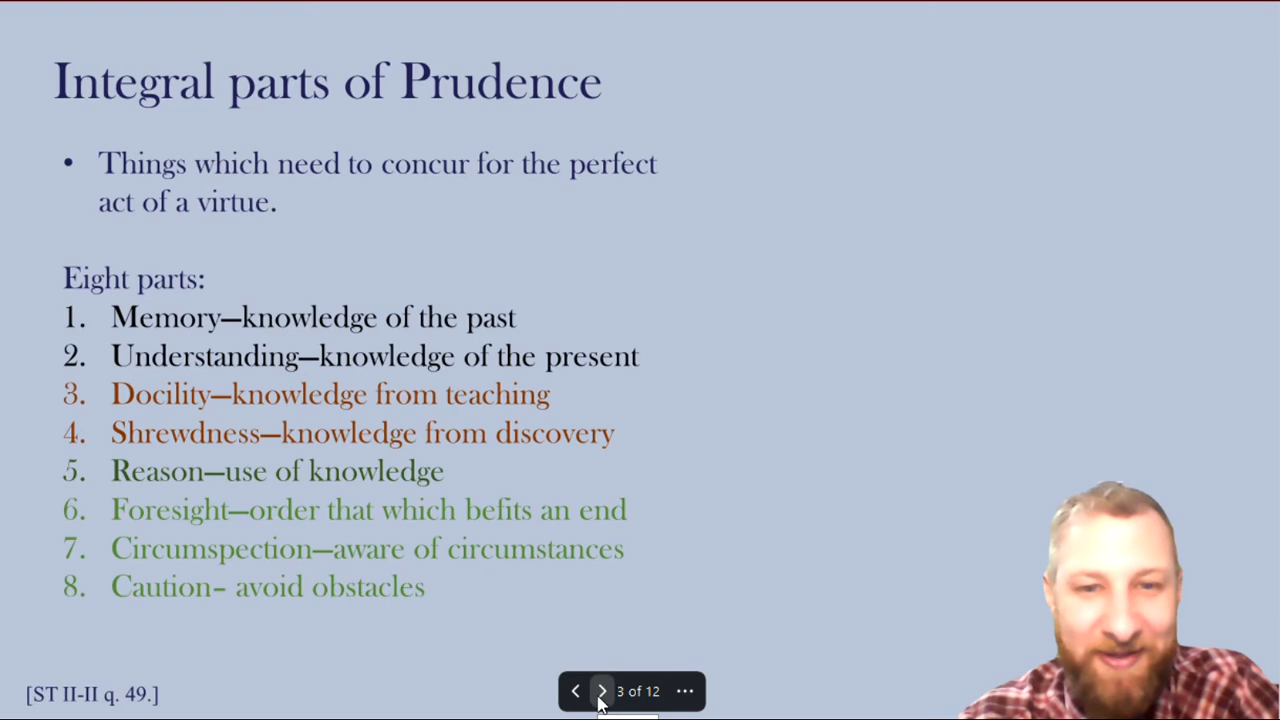 Integral parts of Prudence
• Things which need to concur for the perfect
act of a virtue.
Eight parts:
1. Memory—knowledge of the past
2. Understanding—knowledge of the present
3. Docility—knowledge from teaching
4. Shrewdness—knowledge from discovery
5. Reason—use of knowledge
6. Foresight—order that which befits an end
7. Circumspection—aware of circumstances
8. Caution– avoid obstacles
[ST II-II q. 49.]
3 of 12